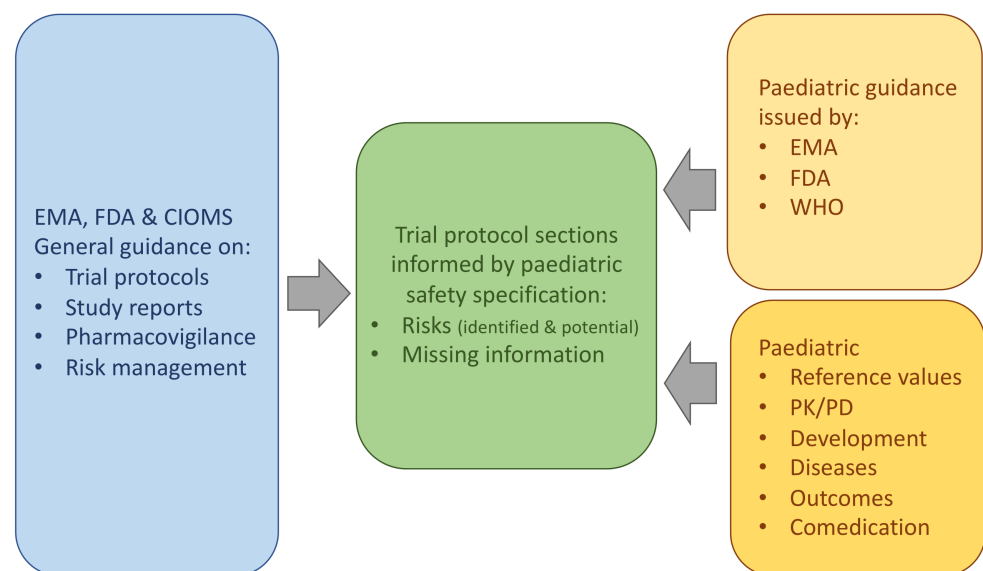 EMA, FDA & CIOMS
General guidance on:
• Trial protocols
• Study reports
• Pharmacovigilance
• Risk management
Trial protocol sections
informed by paediatric
safety specification:
• Risks (identified & potential)
• Missing information
Paediatric guidance
issued by:
• EMA
• FDA
• WHO
Paediatric
• Reference values
• PK/PD
• Development
• Diseases
• Outcomes
• Comedication